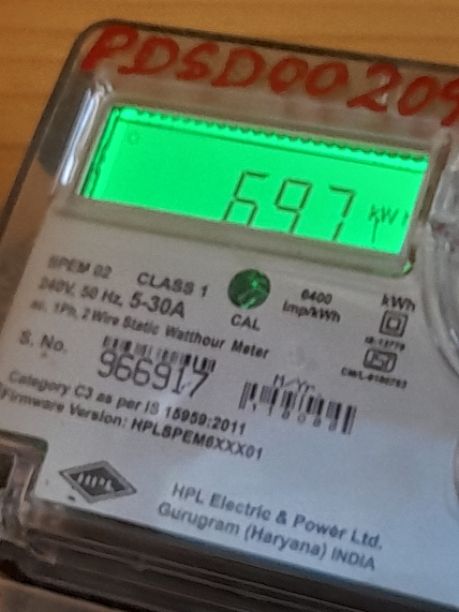 PDSD00209
697 kWh
SPEM 02 CLASS 1
240V, 50 Hz, 5-30A
ac, 1Ph, 2 Wire Static Watthour Meter
CAL
6400
imp/kWh
kWh
S. No.
966917
M/Yr.
Category C3 as per IS 15959:2011
Firmware Version: HPLSPEM6XXX01
HPL
HPL Electric & Power Ltd.
Gurugram (Haryana) INDIA